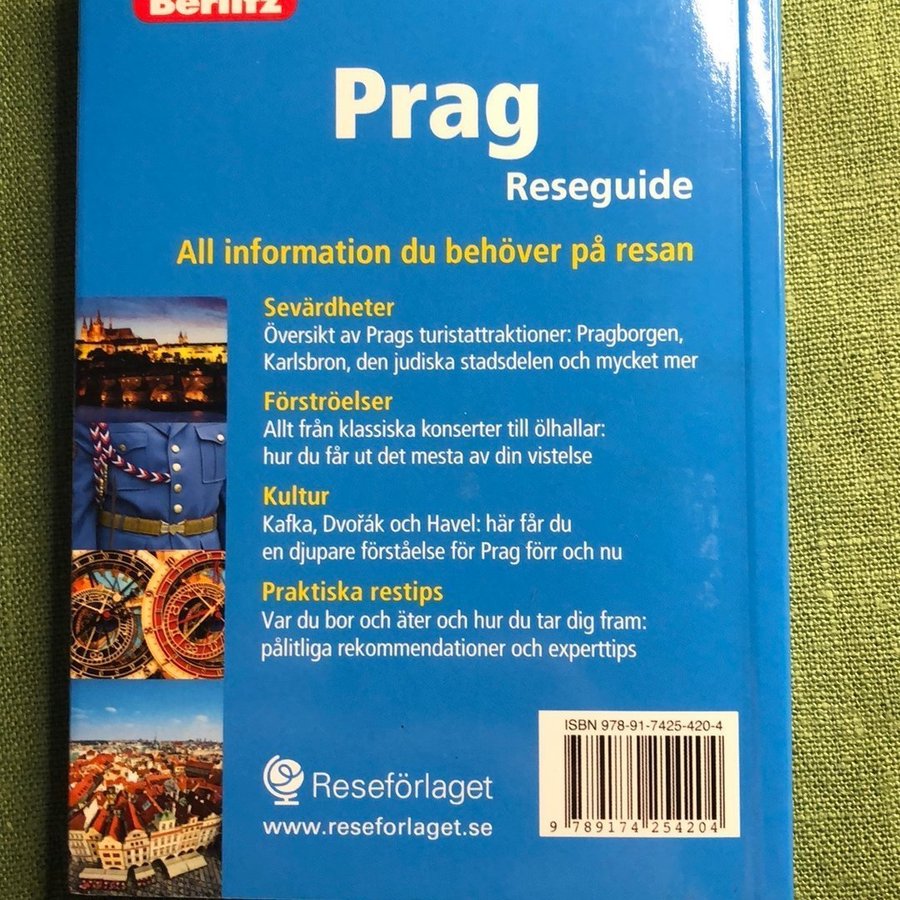 Berlitz
Prag
Reseguide
All information du behöver på resan
Sevärdheter
Översikt av Prags turistattraktioner: Pragborgen,
Karlsbron, den judiska stadsdelen och mycket mer
Förströelser
Allt från klassiska konserter till ölhallar:
hur du får ut det mesta av din vistelse
Kultur
Kafka, Dvořák och Havel: här får du
en djupare förståelse för Prag förr och nu
Praktiska restips
Var du bor och äter och hur du tar dig fram:
pålitliga rekommendationer och experttips
ISBN 978-91-7425-420-4
9 789174 254204
Reseförlaget
www.reseforlaget.se